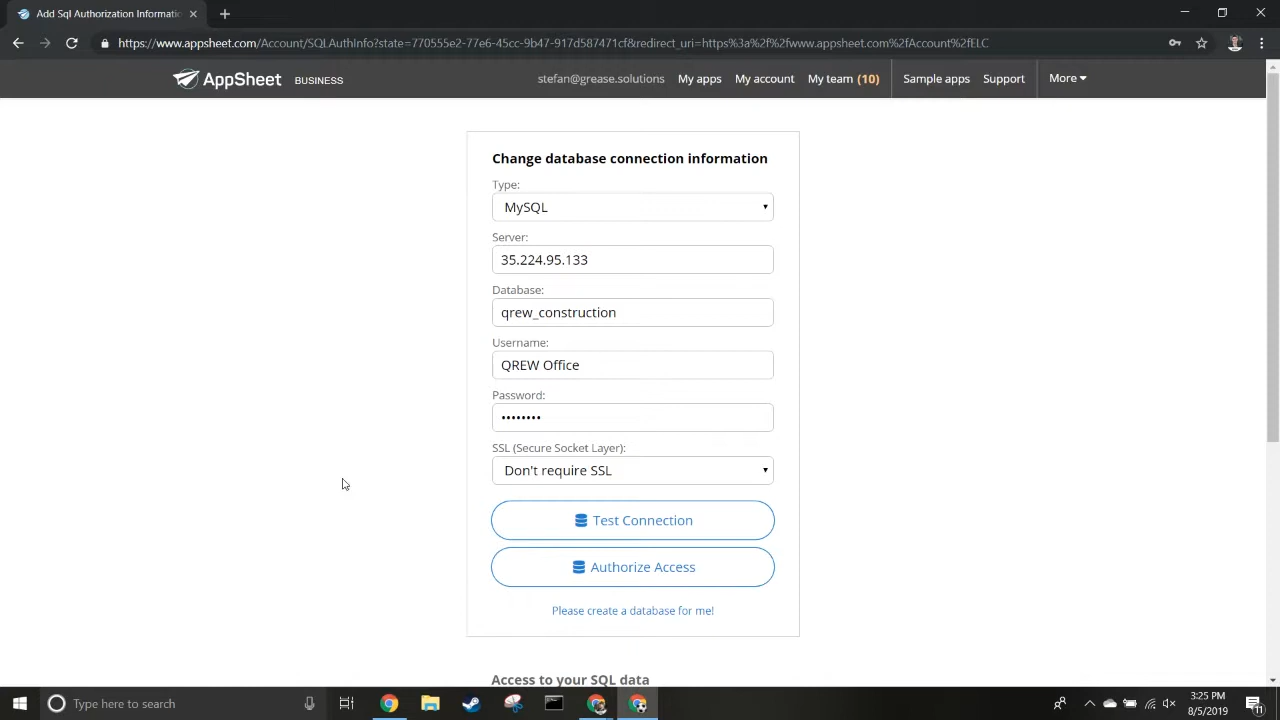 Add Sql Authorization Informatio
https://www.appsheet.com/Account/SQLAuthInfo?state=770555e2-77e6-45cc-9b47-917d587471cf&redirect_uri=https%3a%2f%2fwww.appsheet.com%2fAccount%2fELC
AppSheet BUSINESS stefan@grease.solutions My apps My account My team (10) Sample apps Support More
Change database connection information
Type:
MySQL
Server:
35.224.95.133
Database:
qrew_construction
Username:
QREW Office
Password:
••••••••
SSL (Secure Socket Layer):
Don't require SSL
Test Connection
Authorize Access
Please create a database for me!
Access to your SQL data
Type here to search
3:25 PM
8/5/2019
11